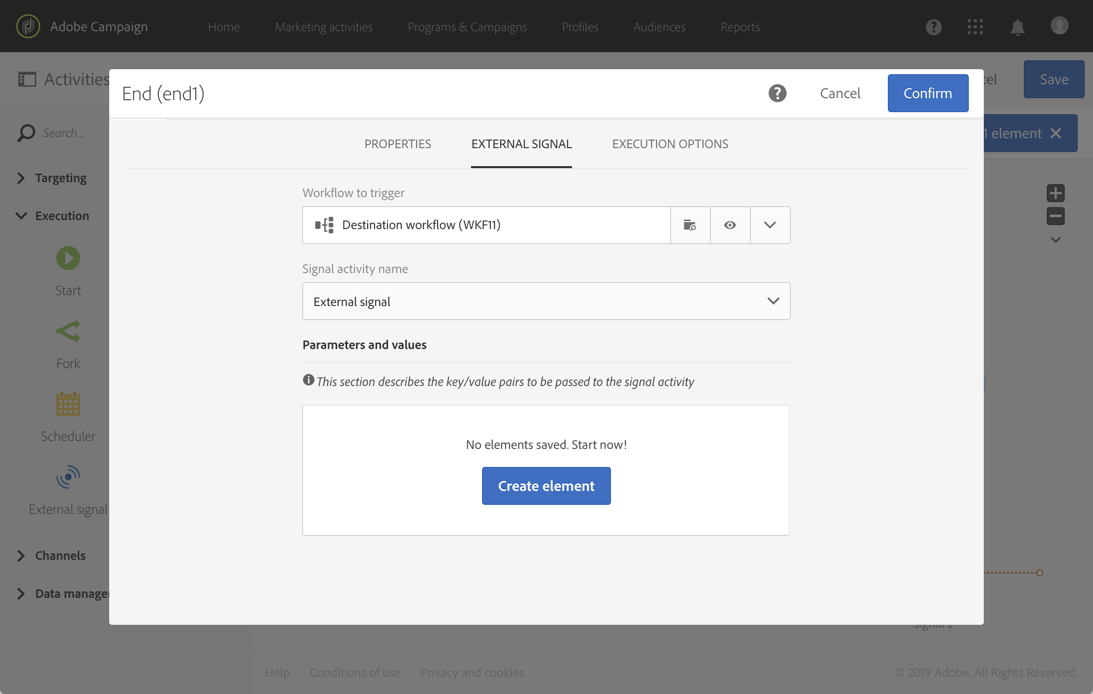 Adobe Campaign
Home
Marketing activities
Programs & Campaigns
Profiles
Audiences
Reports
Activities
Save
End (end1)
Cancel
Confirm
Search...
element
PROPERTIES
EXTERNAL SIGNAL
EXECUTION OPTIONS
Targeting
Workflow to trigger
Destination workflow (WKF11)
Execution
Signal activity name
External signal
Start
Parameters and values
Fork
This section describes the key/value pairs to be passed to the signal activity
Scheduler
No elements saved. Start now!
Create element
External signal
Channels
Data manage
signal 2
Help
Conditions of use
Privacy and cookies
© 2019 Adobe. All Rights Reserved.